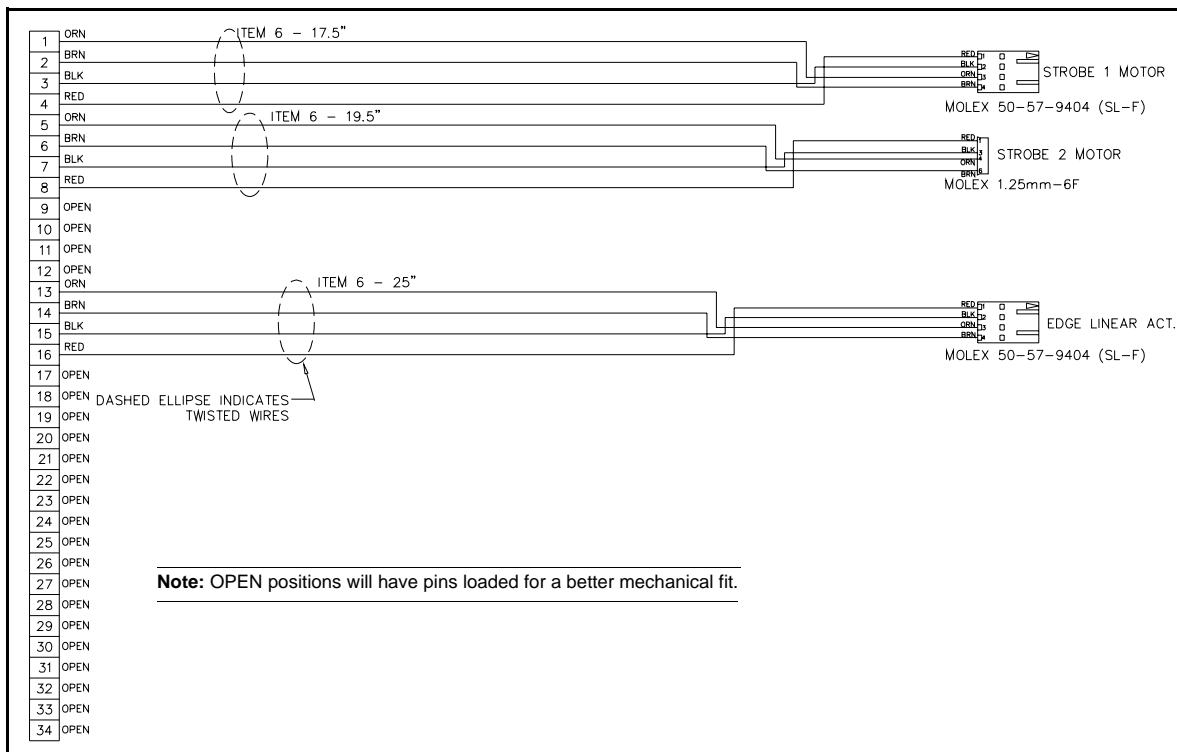 1 ORN
2 BRN
3 BLK
4 RED
5 ORN
6 BRN
7 BLK
8 RED
9 OPEN
10 OPEN
11 OPEN
12 OPEN
13 ORN
14 BRN
15 BLK
16 RED
17 OPEN
18 OPEN
19 OPEN
20 OPEN
21 OPEN
22 OPEN
23 OPEN
24 OPEN
25 OPEN
26 OPEN
27 OPEN
28 OPEN
29 OPEN
30 OPEN
31 OPEN
32 OPEN
33 OPEN
34 OPEN
ITEM 6 - 17.5”
ITEM 6 - 19.5”
ITEM 6 - 25”
DASHED ELLIPSE INDICATES
TWISTED WIRES
Note: OPEN positions will have pins loaded for a better mechanical fit.
RED 1
BLK 2
ORN 3
BRN 4
STROBE 1 MOTOR
MOLEX 50-57-9404 (SL-F)
RED 1
BLK 3
ORN 4
BRN 6
STROBE 2 MOTOR
MOLEX 1.25mm-6F
RED 1
BLK 2
ORN 3
BRN 4
EDGE LINEAR ACT.
MOLEX 50-57-9404 (SL-F)